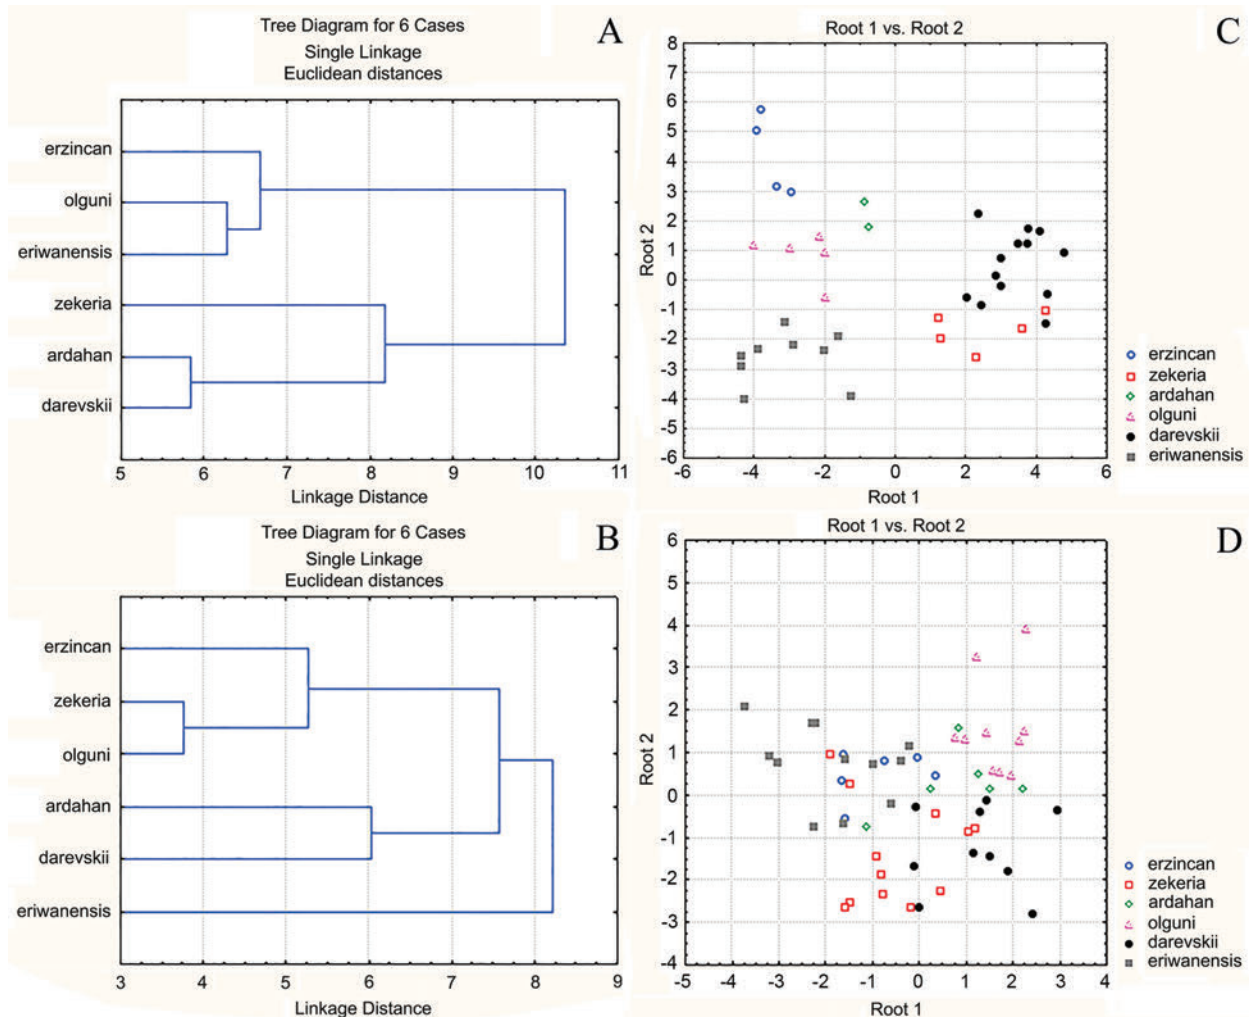 Tree Diagram for 6 Cases
Single Linkage
Euclidean distances
A
erzincan
olguni
eriwanensis
zekeria
ardahan
darevskii
5 6 7 8 9 10 11
Linkage Distance
Root 1 vs. Root 2
C
8
7
6
5
4
3
2
1
0
-1
-2
-3
-4
-5
-6
Root 2
-6 -4 -2 0 2 4 6
Root 1
erzincan
zekeria
ardahan
olguni
darevskii
eriwanensis
Tree Diagram for 6 Cases
Single Linkage
Euclidean distances
B
erzincan
zekeria
olguni
ardahan
darevskii
eriwanensis
3 4 5 6 7 8 9
Linkage Distance
Root 1 vs. Root 2
D
6
5
4
3
2
1
0
-1
-2
-3
-4
Root 2
-5 -4 -3 -2 -1 0 1 2 3 4
Root 1
erzincan
zekeria
ardahan
olguni
darevskii
eriwanensis